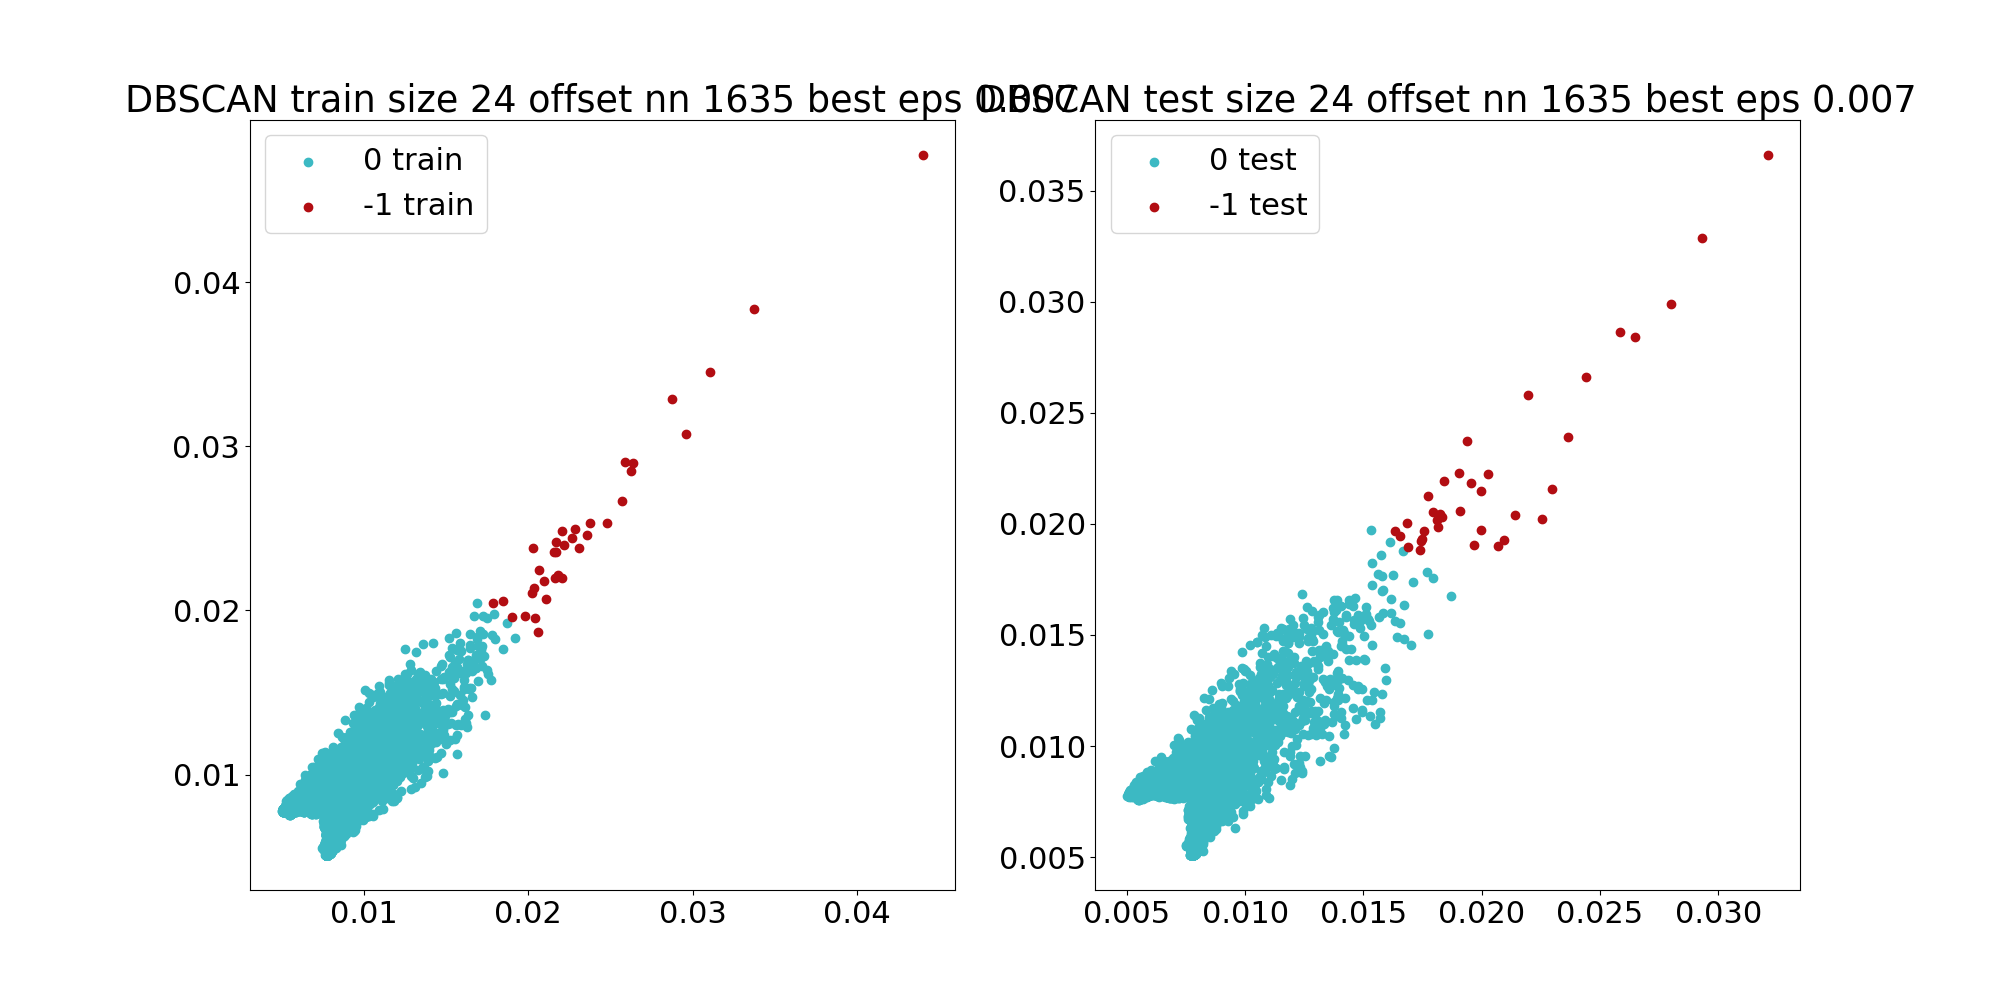 DBSCAN train size 24 offset nn 1635 best eps 0.007
DBSCAN test size 24 offset nn 1635 best eps 0.007
0 train
-1 train
0.04
0.03
0.02
0.01
0.01 0.02 0.03 0.04
0 test
-1 test
0.035
0.030
0.025
0.020
0.015
0.010
0.005
0.005 0.010 0.015 0.020 0.025 0.030